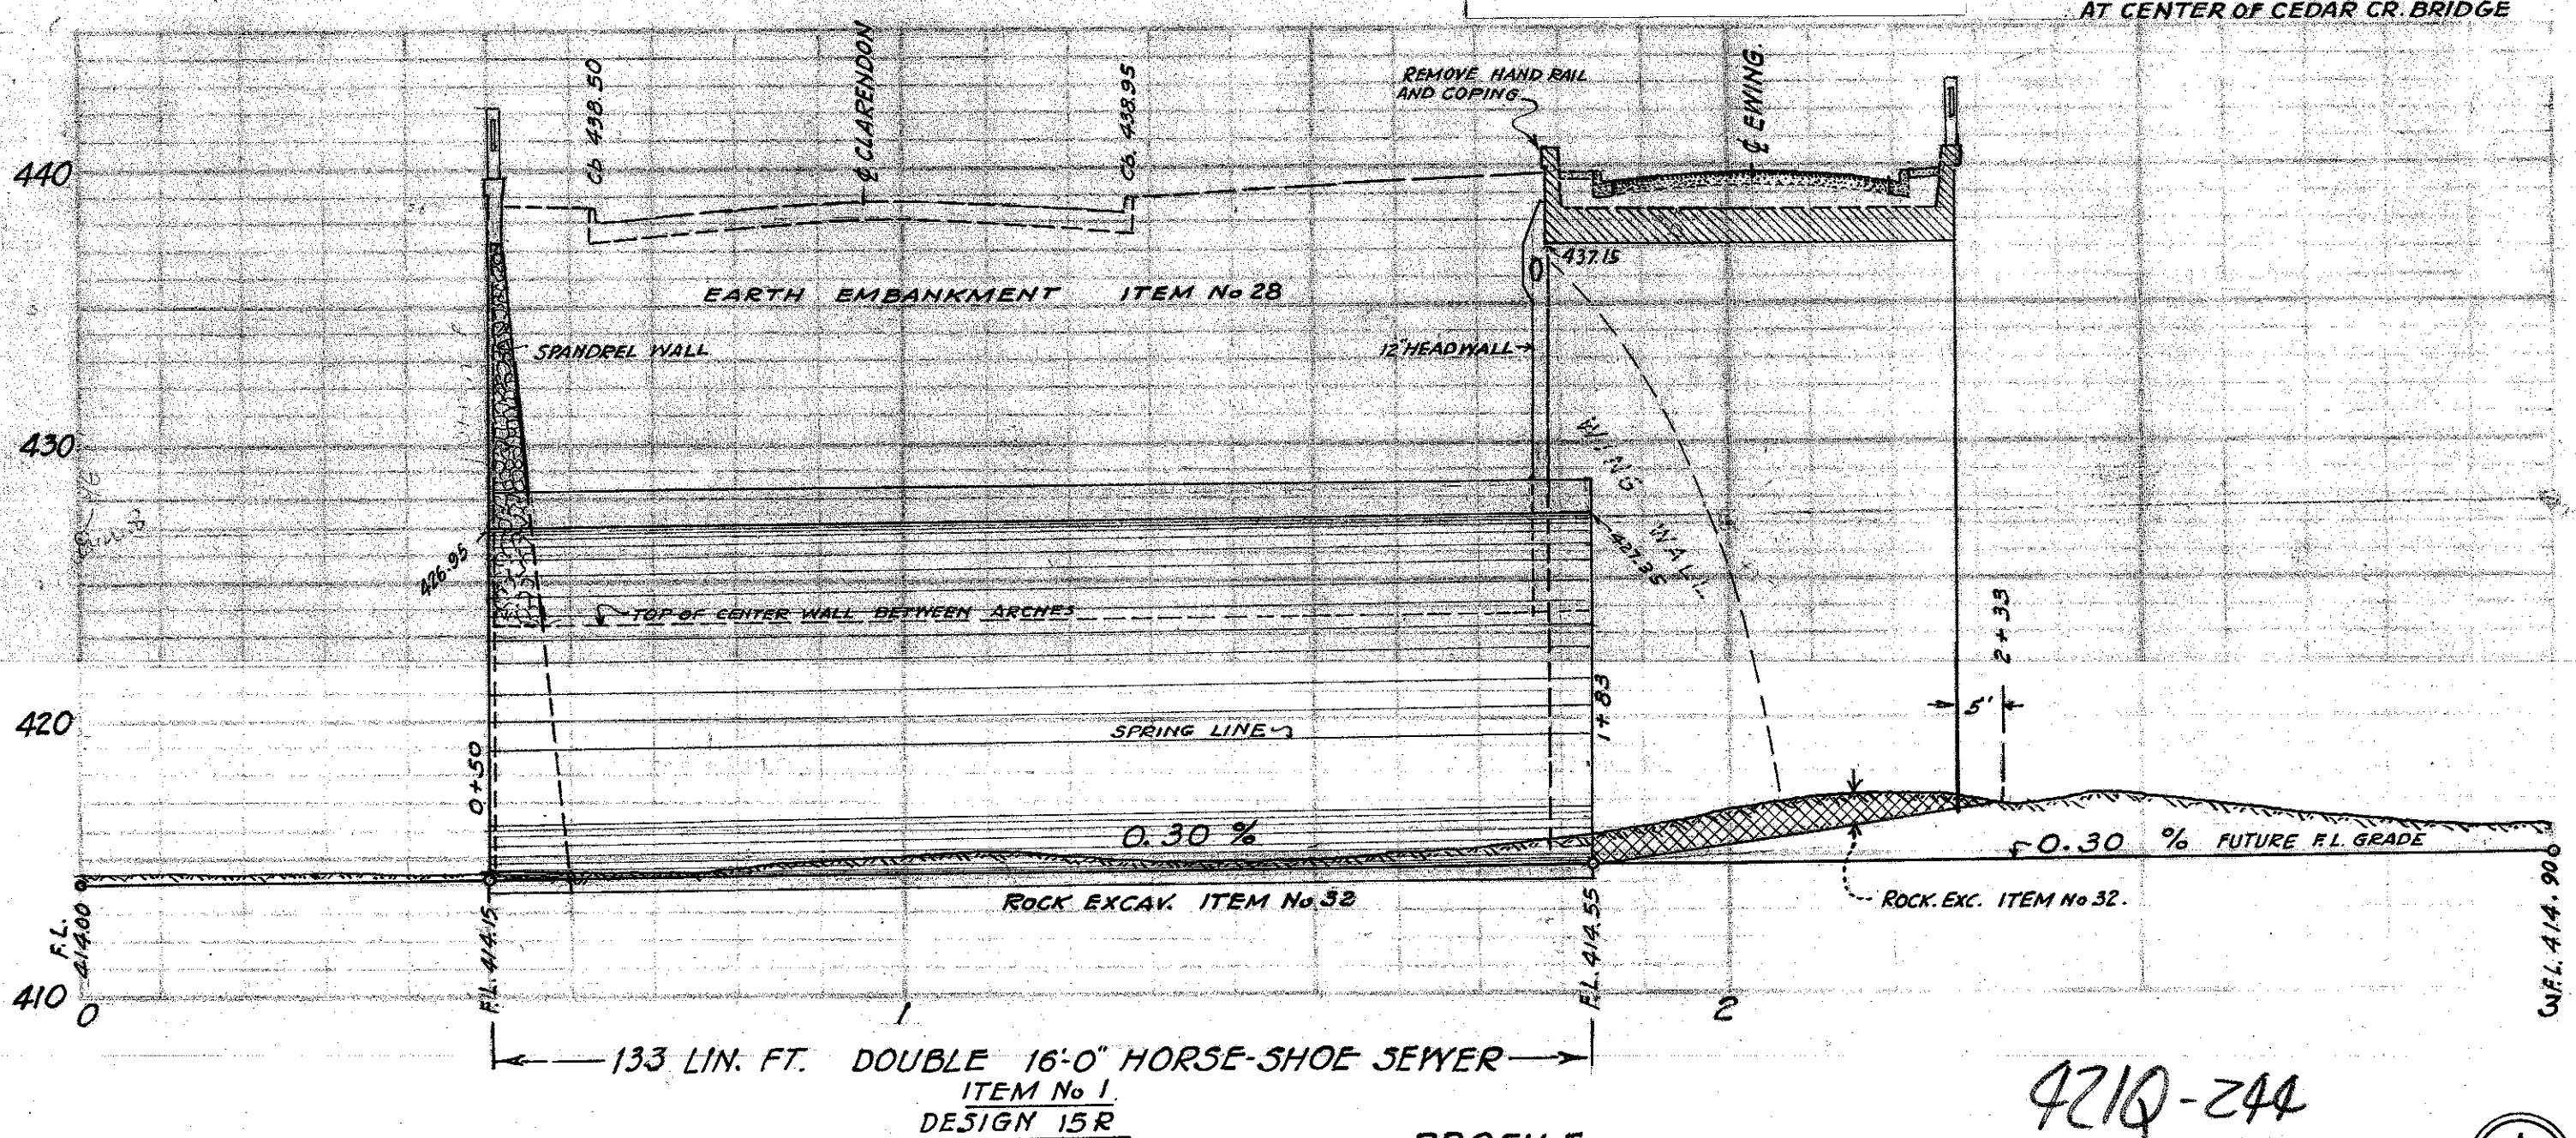 AT CENTER OF CEDAR CR. BRIDGE
REMOVE HAND RAIL
AND COPING
Cb 438.50
℄ CLARENDON
Cb. 438.95
℄ EWING.
440
437.15
EARTH EMBANKMENT ITEM No 28
SPANDREL WALL
12" HEADWALL
430
WING WALL
426.95
427.35
TOP OF CENTER WALL BETWEEN ARCHES
2+33
5'
420
SPRING LINE
0+50
1+83
0.30 %
0.30 % FUTURE F.L. GRADE
ROCK EXCAV. ITEM No. 32
ROCK. EXC. ITEM No 32.
F.L.
414.00
F.L. 414.15
F.L. 414.55
W.F.L. 414.90
410
0
1
2
133 LIN. FT. DOUBLE 16'-0" HORSE-SHOE SEWER
ITEM No 1.
DESIGN 15R
421Q-244
PROFILE